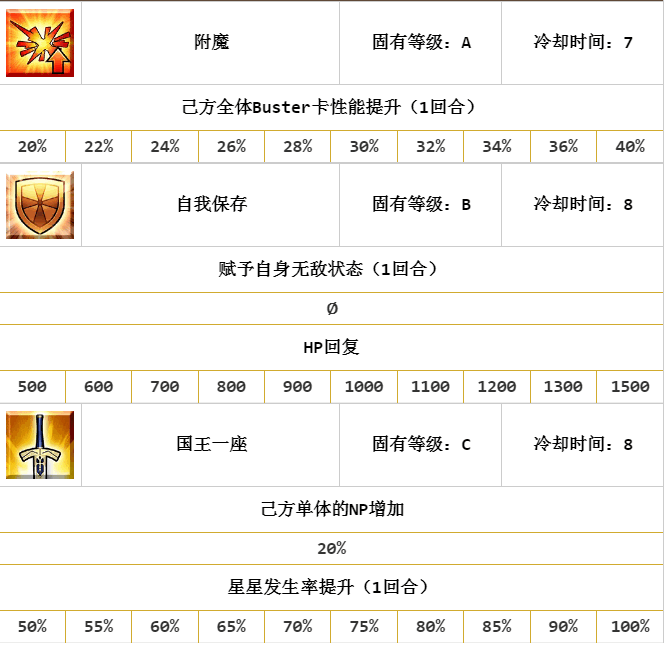 附魔 固有等级：A 冷却时间：7
己方全体Buster卡性能提升（1回合）
20% 22% 24% 26% 28% 30% 32% 34% 36% 40%
自我保存 固有等级：B 冷却时间：8
赋予自身无敌状态（1回合）
Ø
HP回复
500 600 700 800 900 1000 1100 1200 1300 1500
国王一座 固有等级：C 冷却时间：8
己方单体的NP增加
20%
星星发生率提升（1回合）
50% 55% 60% 65% 70% 75% 80% 85% 90% 100%